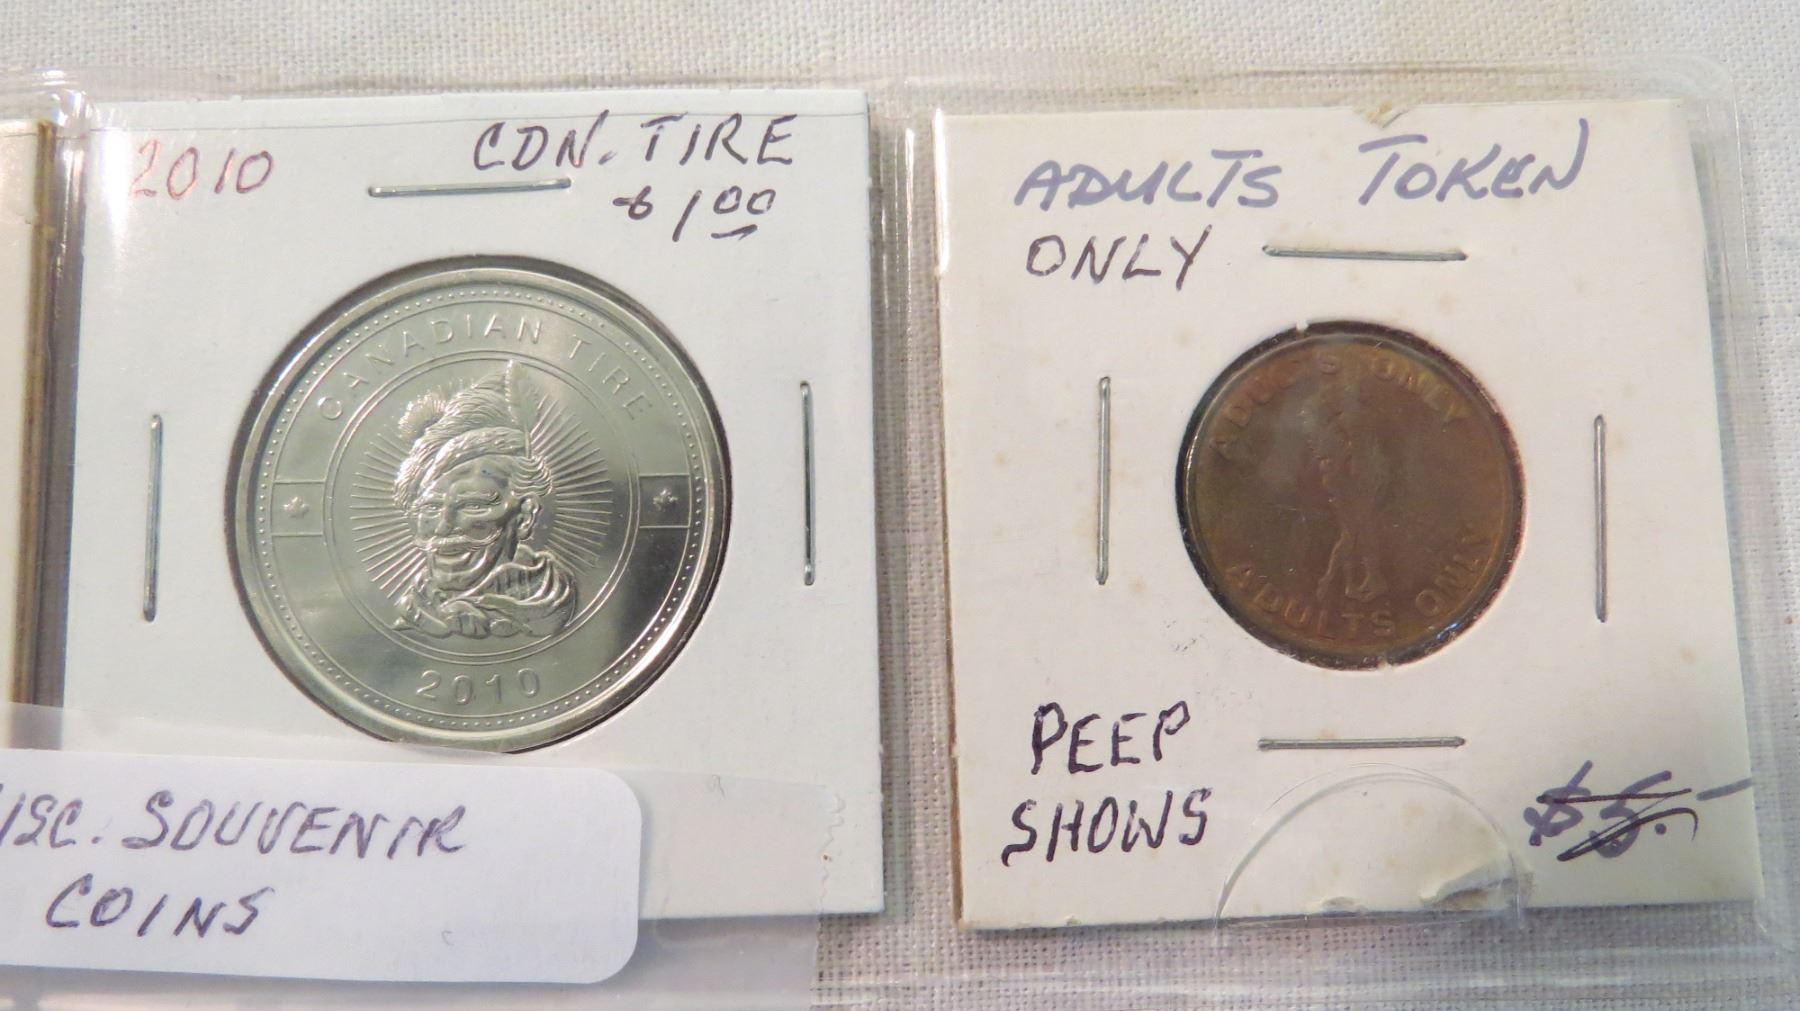 2010
CDN. TIRE
$1.00
CANADIAN TIRE
2010
SOUVENIR
COINS
ADULTS TOKEN
ONLY
ADULTS ONLY
ADULTS ONLY
PEEP
SHOWS
$5.-